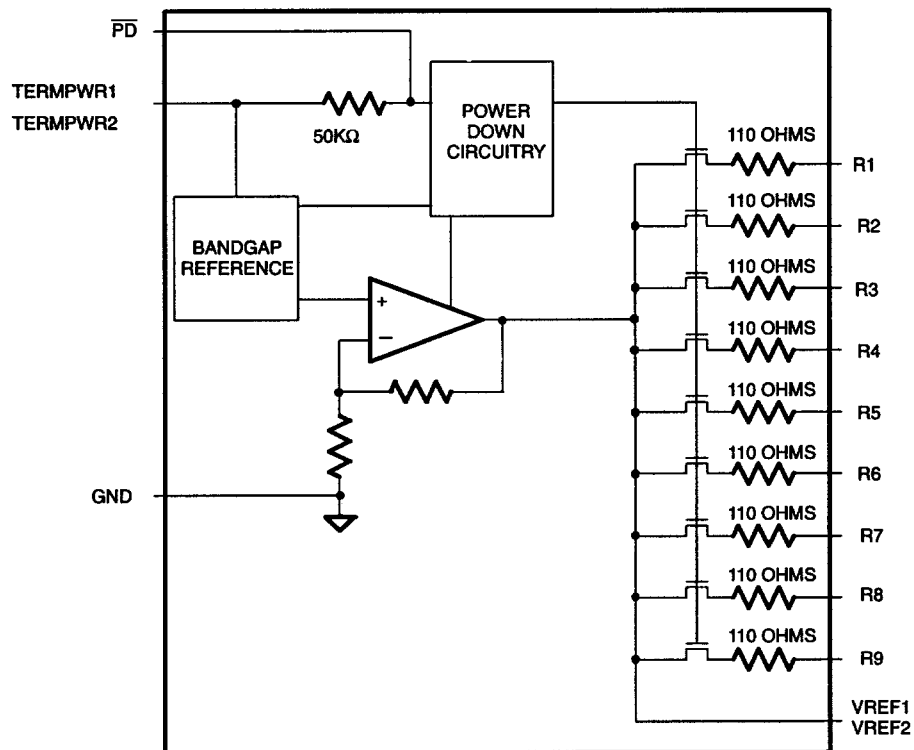 PD
TERMPWR1
TERMPWR2
50KΩ
POWER
DOWN
CIRCUITRY
BANDGAP
REFERENCE
+
−
GND
110 OHMS
R1
110 OHMS
R2
110 OHMS
R3
110 OHMS
R4
110 OHMS
R5
110 OHMS
R6
110 OHMS
R7
110 OHMS
R8
110 OHMS
R9
VREF1
VREF2